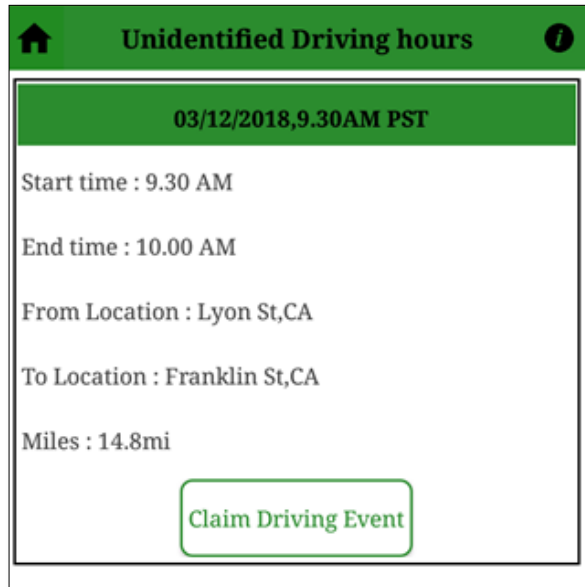 Unidentified Driving hours
03/12/2018,9.30AM PST
Start time : 9.30 AM
End time : 10.00 AM
From Location : Lyon St,CA
To Location : Franklin St,CA
Miles : 14.8mi
Claim Driving Event